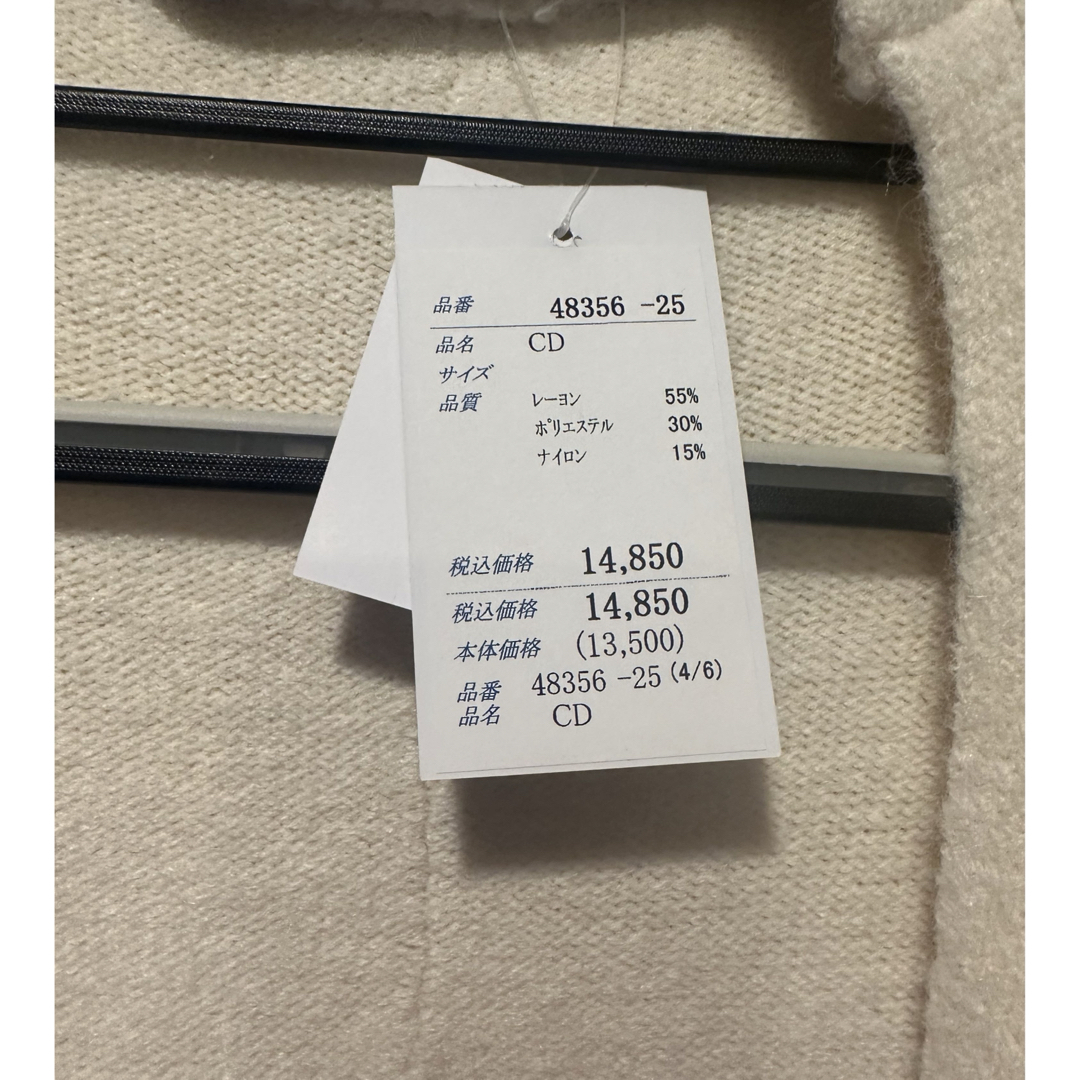 品番 48356 -25
品名 CD
サイズ
品質 レーヨン 55%
ポリエステル 30%
ナイロン 15%
税込価格 14,850
税込価格 14,850
本体価格 (13,500)
品番 48356 -25 (4/6)
品名 CD